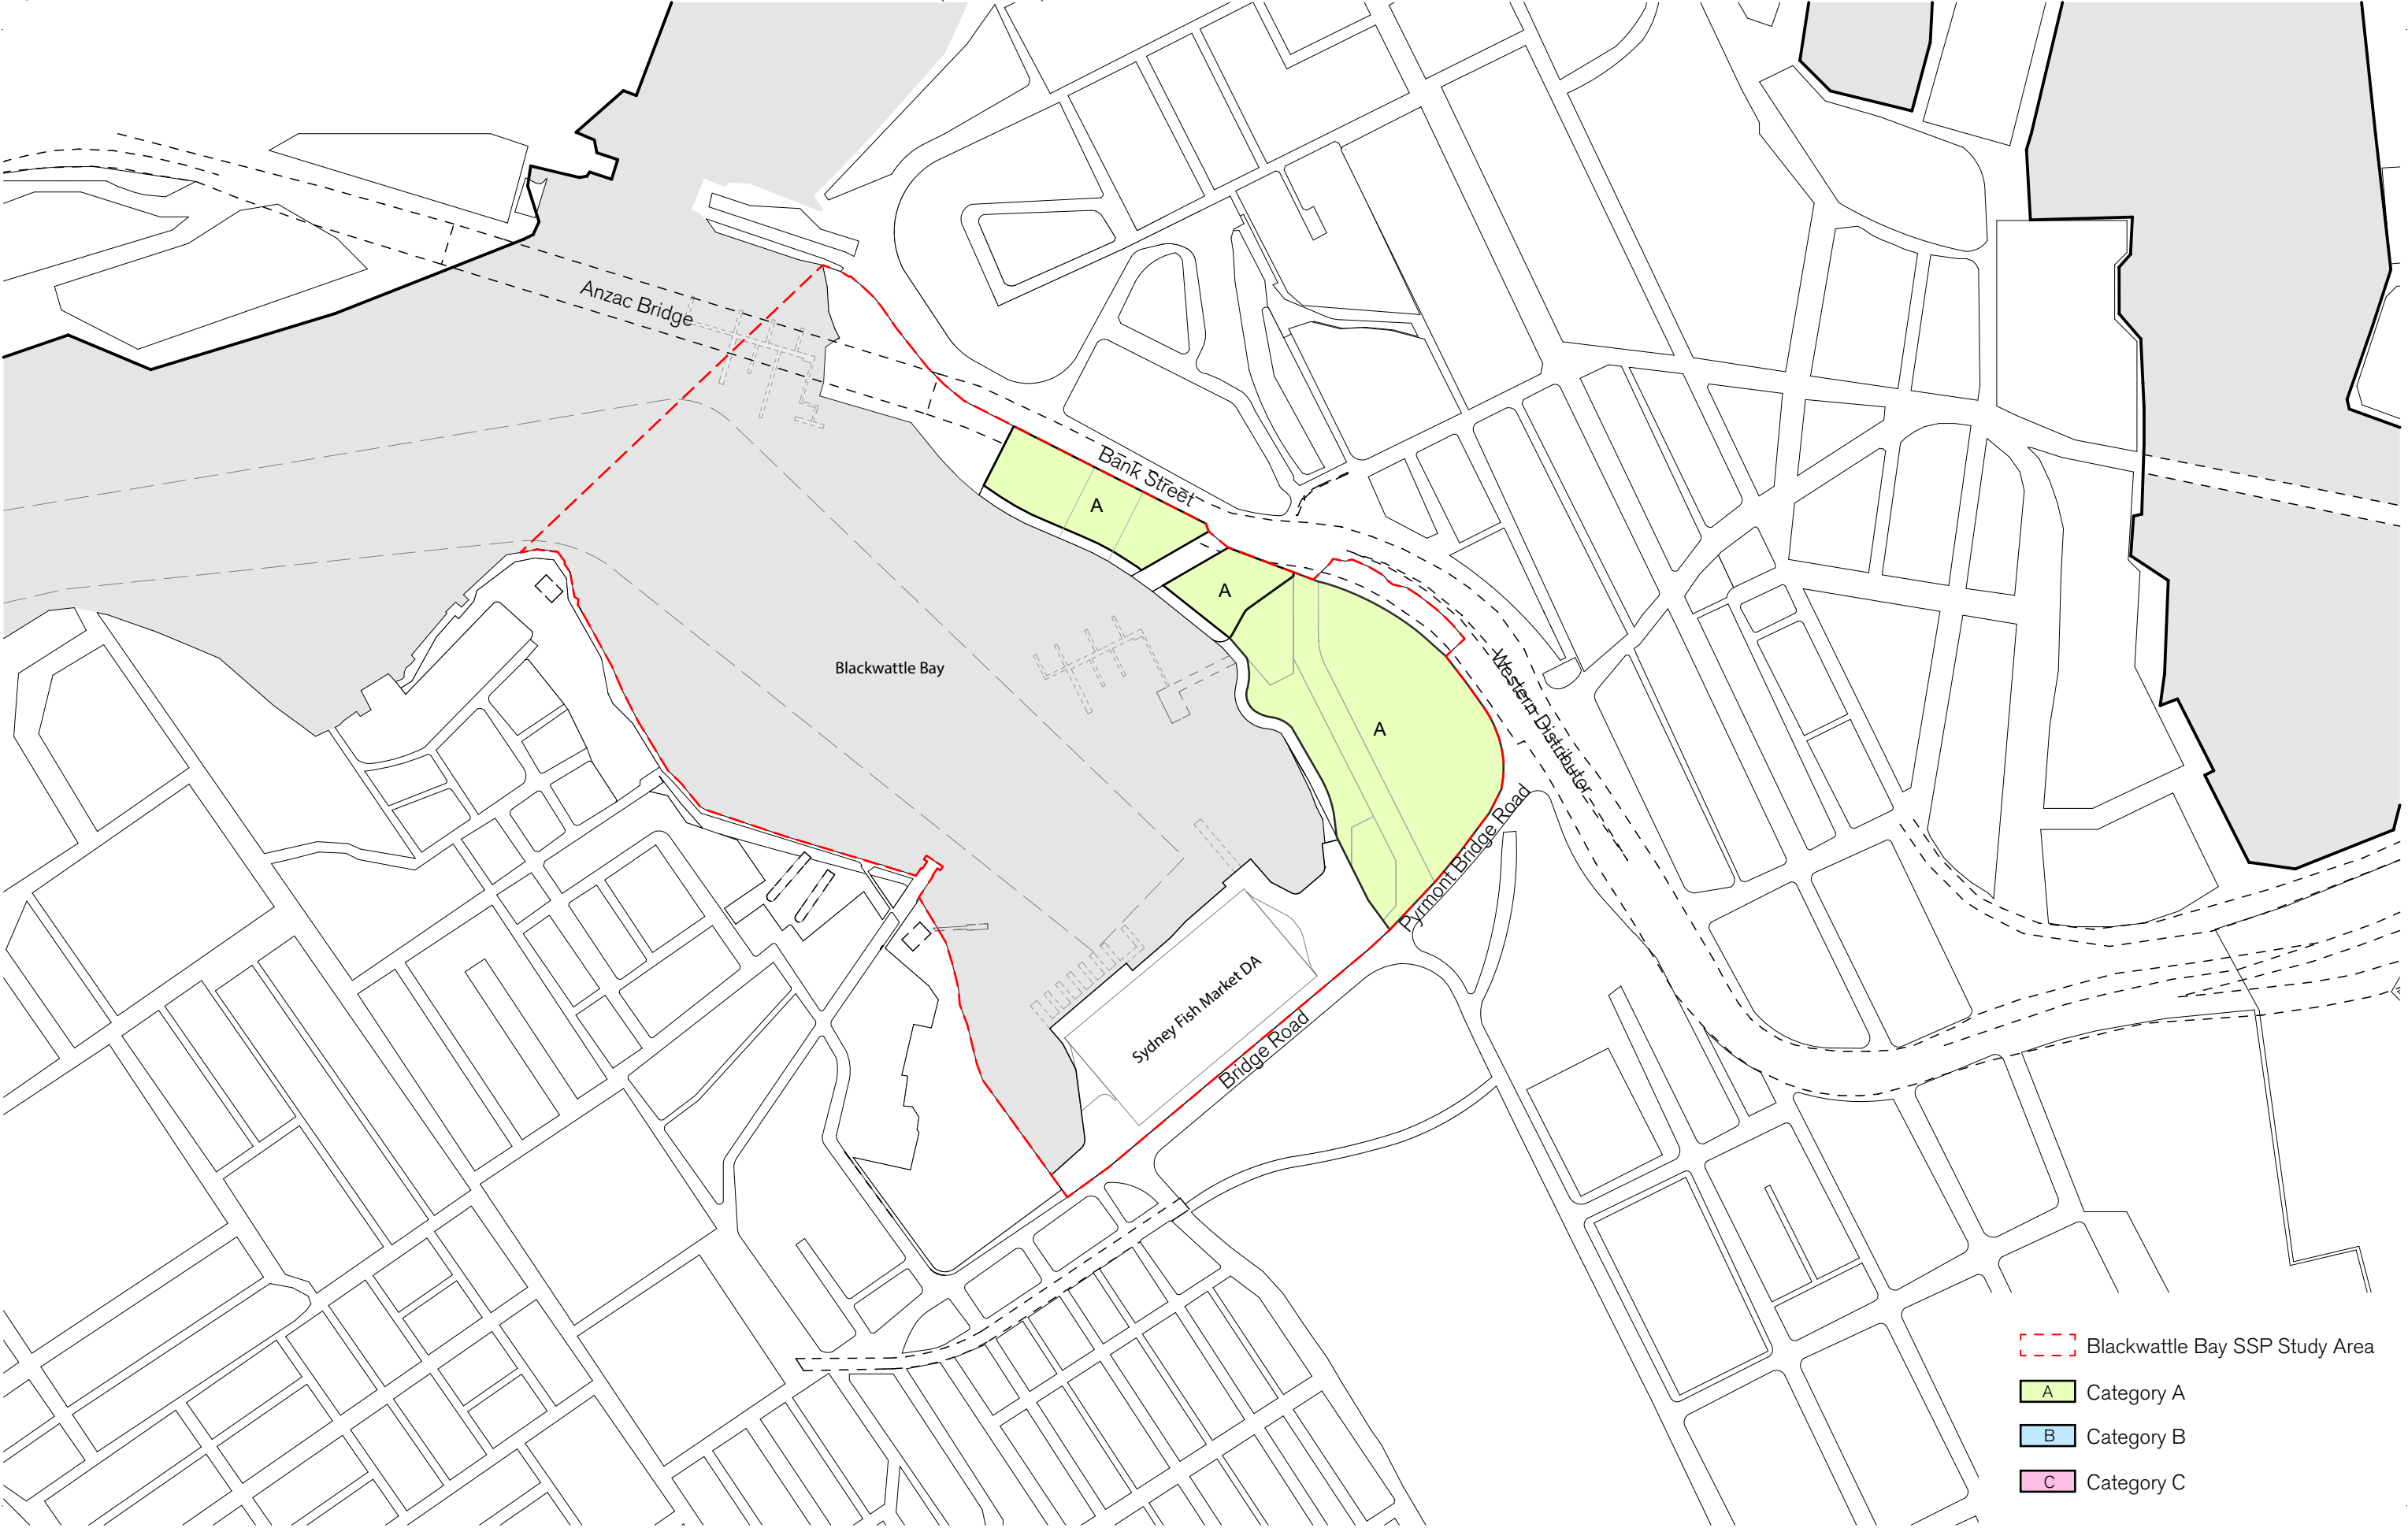 Anzac Bridge
Bank Street
A
A
Blackwattle Bay
A
Western Distributor
Pyrmont Bridge Road
Sydney Fish Market DA
Bridge Road
Blackwattle Bay SSP Study Area
A Category A
B Category B
C Category C